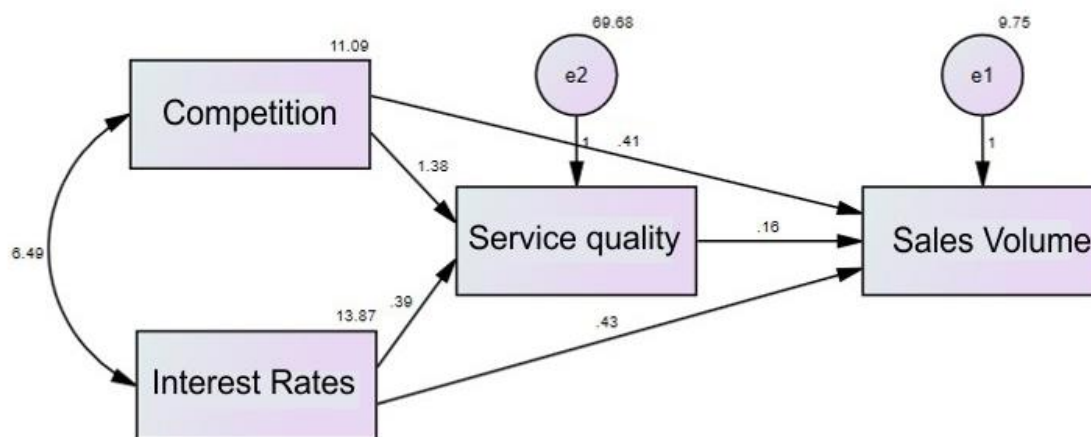 69.68
9.75
11.09
e2
e1
Competition
1
.41
1
1.38
Service quality
.16
Sales Volume
6.49
.39
13.87
.43
Interest Rates